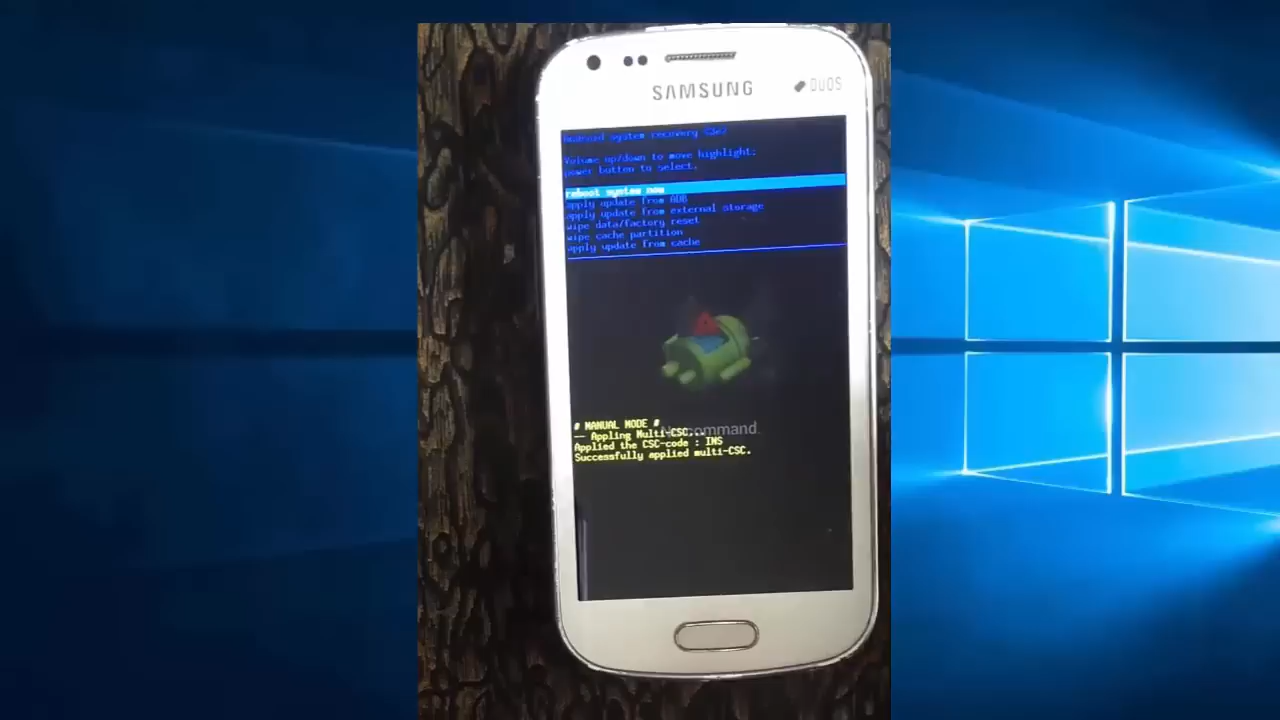 SAMSUNG
DUOS
Android system recovery <3e>
Volume up/down to move highlight;
power button to select.
reboot system now
apply update from ADB
apply update from external storage
wipe data/factory reset
wipe cache partition
apply update from cache
No command.
# MANUAL MODE #
-- Appling Multi-CSC...
Applied the CSC-code : INS
Successfully applied multi-CSC.